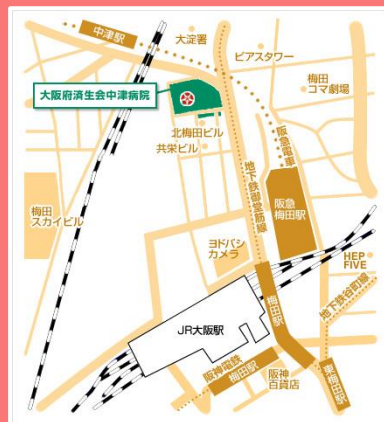 中津駅
大淀署
ピアスタワー
大阪府済生会中津病院
梅田
コマ劇場
北梅田ビル
共栄ビル
阪急電車
地下鉄御堂筋線
梅田
スカイビル
阪急
梅田駅
ヨドバシ
カメラ
HEP
FIVE
梅田駅
地下鉄谷町線
JR大阪駅
阪神電鉄
梅田駅
阪神
百貨店
東梅田駅